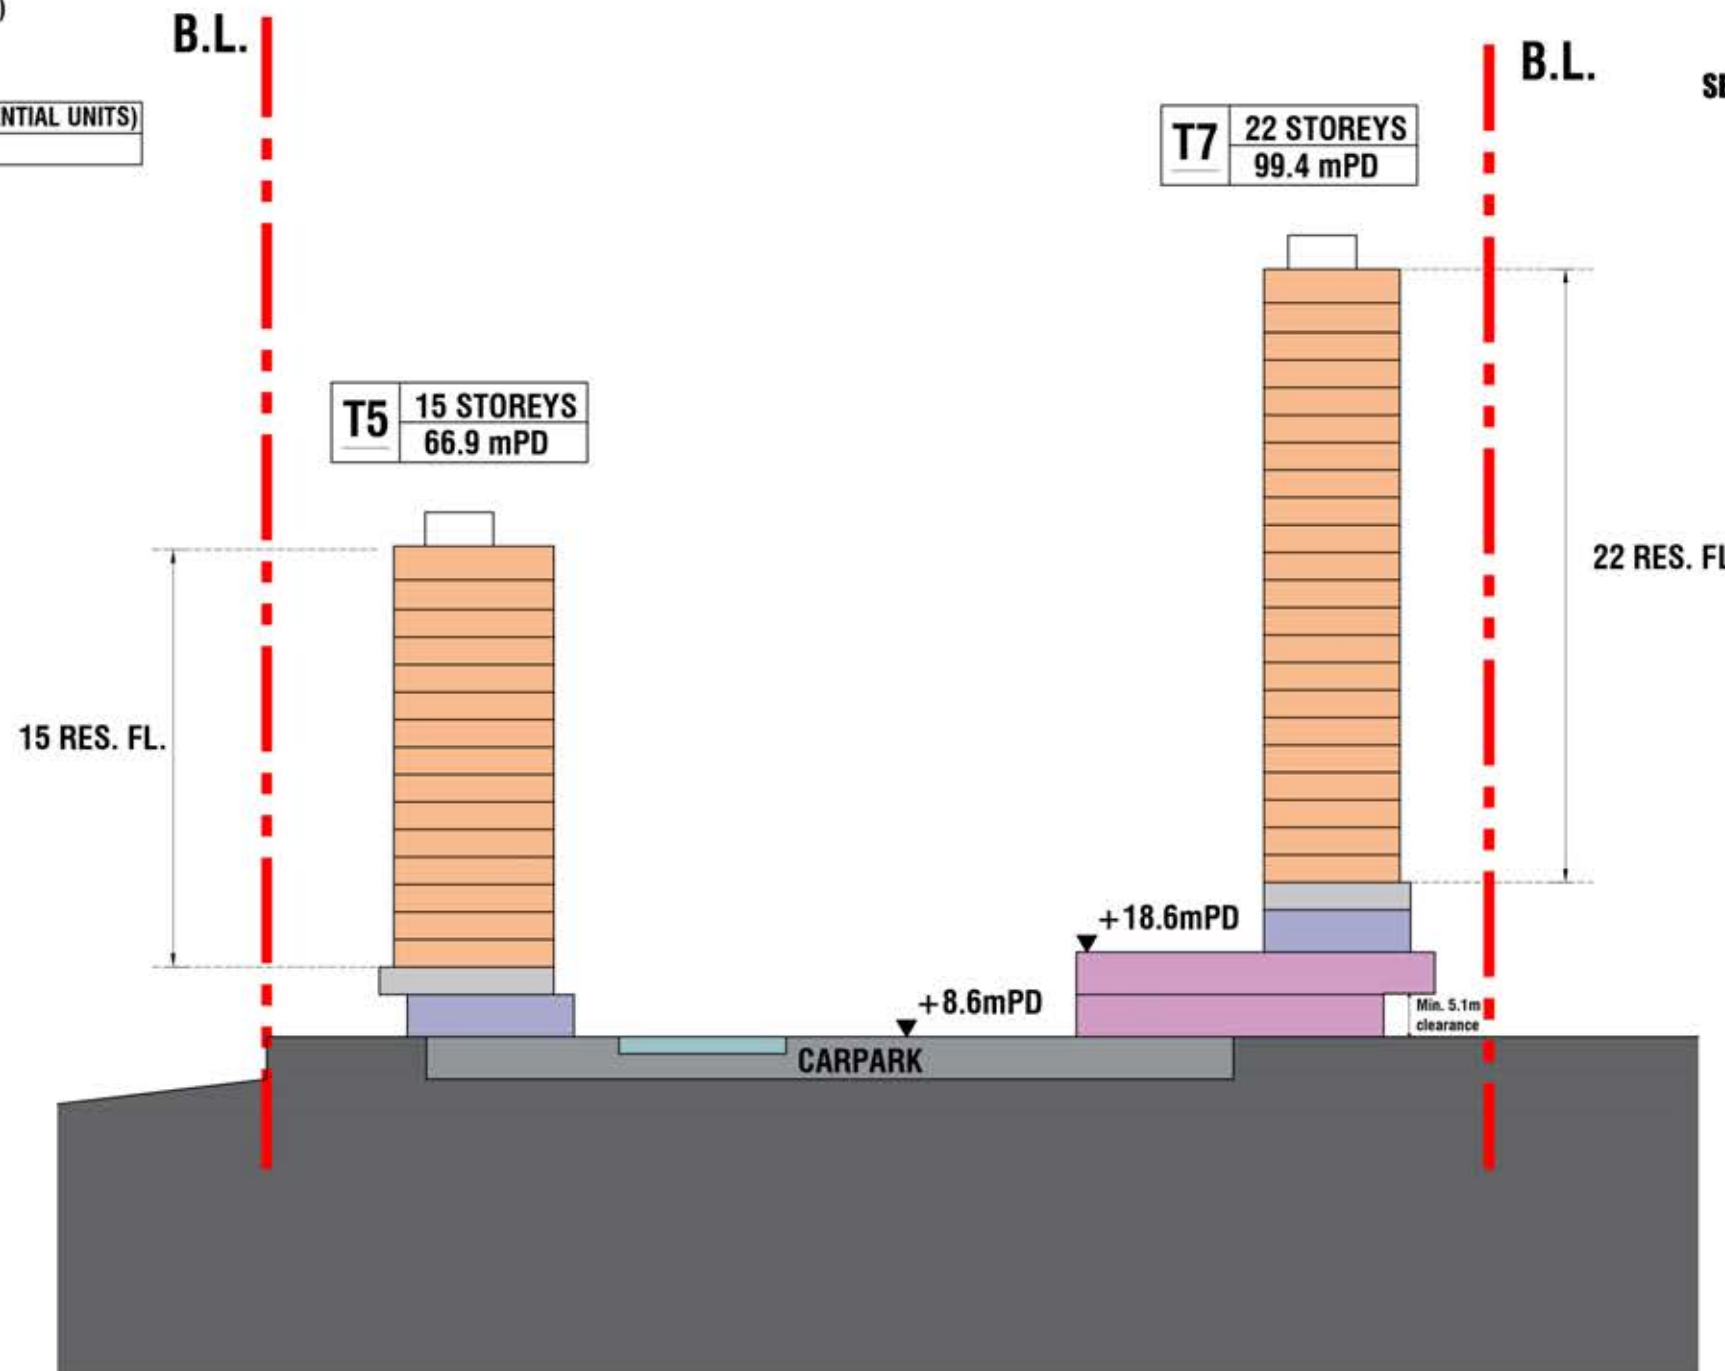 )
B.L.
B.L.
NTIAL UNITS)
T7
22 STOREYS
99.4 mPD
T5
15 STOREYS
66.9 mPD
22 RES. FL
15 RES. FL.
+18.6mPD
+8.6mPD
Min. 5.1m
clearance
CARPARK